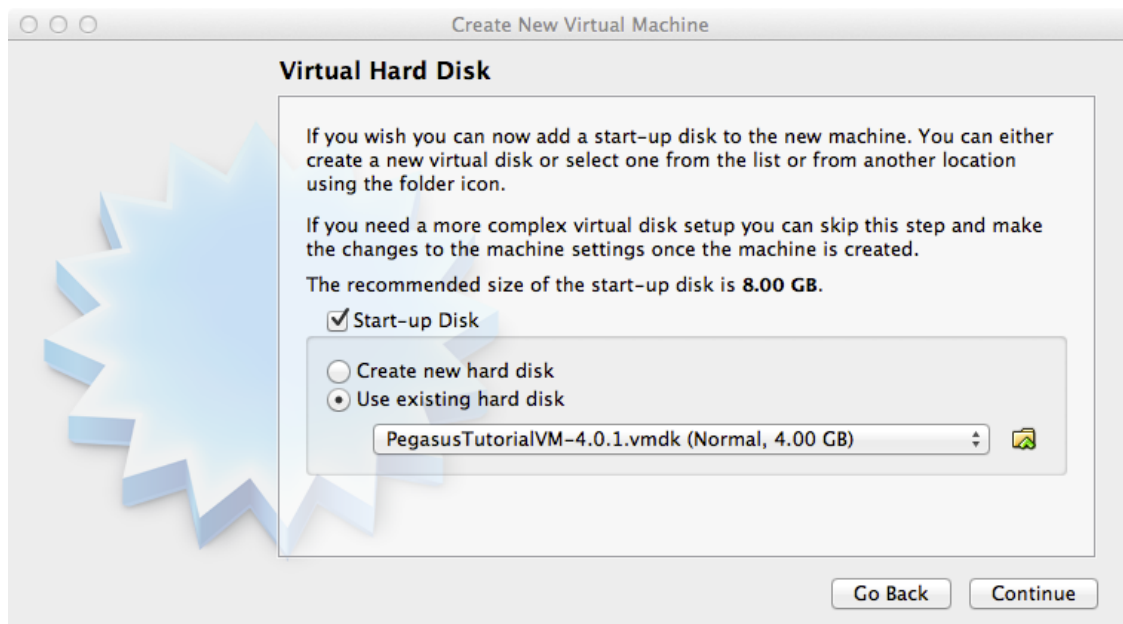 Create New Virtual Machine
Virtual Hard Disk
If you wish you can now add a start-up disk to the new machine. You can either
create a new virtual disk or select one from the list or from another location
using the folder icon.
If you need a more complex virtual disk setup you can skip this step and make
the changes to the machine settings once the machine is created.
The recommended size of the start-up disk is 8.00 GB.
Start-up Disk
Create new hard disk
Use existing hard disk
PegasusTutorialVM-4.0.1.vmdk (Normal, 4.00 GB)
Go Back Continue